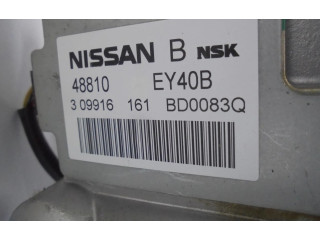 NISSAN B NSK
48810 EY40B
3 09916 161 BD0083Q